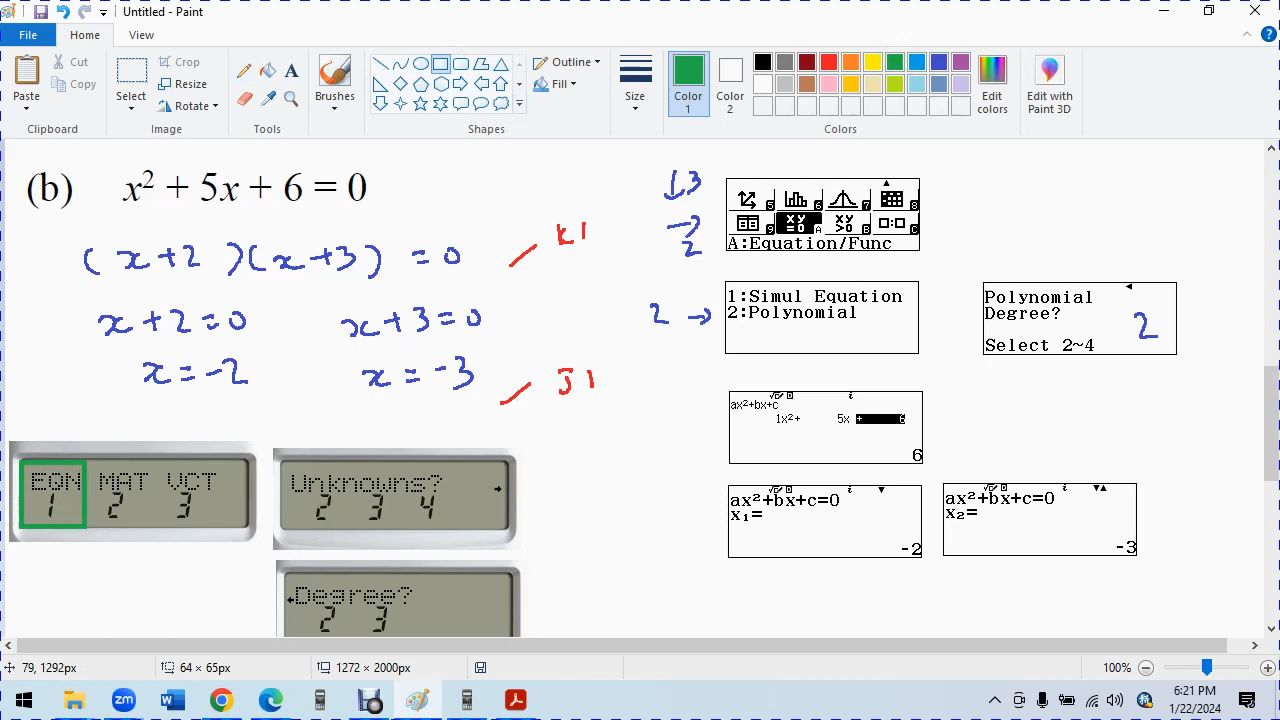 Untitled - Paint
File Home View
Paste Cut Copy Clipboard
Select Crop Resize Rotate Image
Tools
Brushes
Outline Fill Shapes
Size
Color 1 Color 2 Edit colors Colors
Edit with Paint 3D
(b) x² + 5x + 6 = 0
(x+2)(x+3) = 0 K1
x+2=0 x+3=0
x=-2 x=-3 J1
EQN MAT VCT
1 2 3
Unknowns?
2 3 4
Degree?
2 3
↓3
→
2
A:Equation/Func
2 →
1:Simul Equation
2:Polynomial
Polynomial
Degree?
2
Select 2~4
ax²+bx+c
1x²+ 5x + 6
6
ax²+bx+c=0
x₁=
-2
ax²+bx+c=0
x₂=
-3
79, 1292px 64 × 65px 1272 × 2000px 100%
6:21 PM
1/22/2024